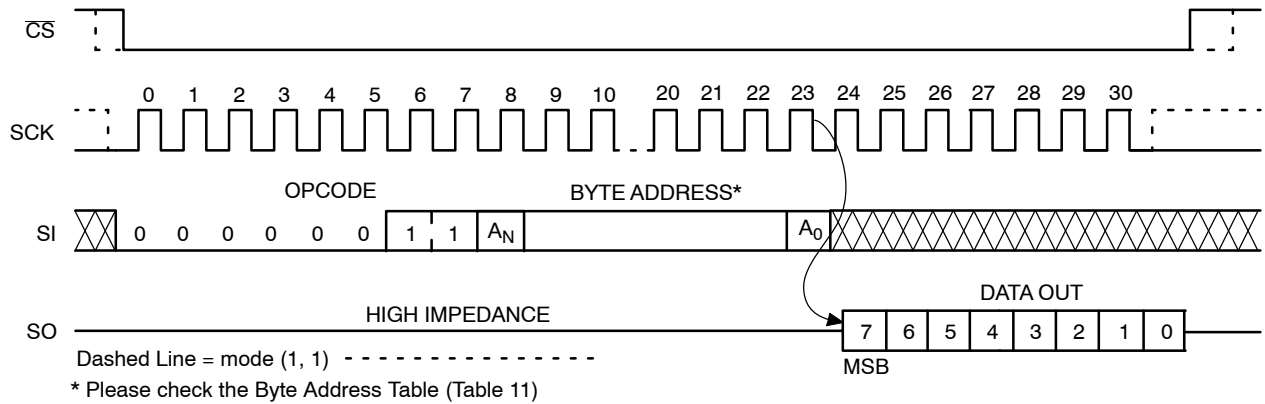 CS
0 1 2 3 4 5 6 7 8 9 10 20 21 22 23 24 25 26 27 28 29 30
SCK
OPCODE BYTE ADDRESS*
SI 0 0 0 0 0 0 1 1 AN A0
DATA OUT
HIGH IMPEDANCE
SO 7 6 5 4 3 2 1 0
Dashed Line = mode (1, 1) - - - - - - - - - - - - - - - -
MSB
* Please check the Byte Address Table (Table 11)